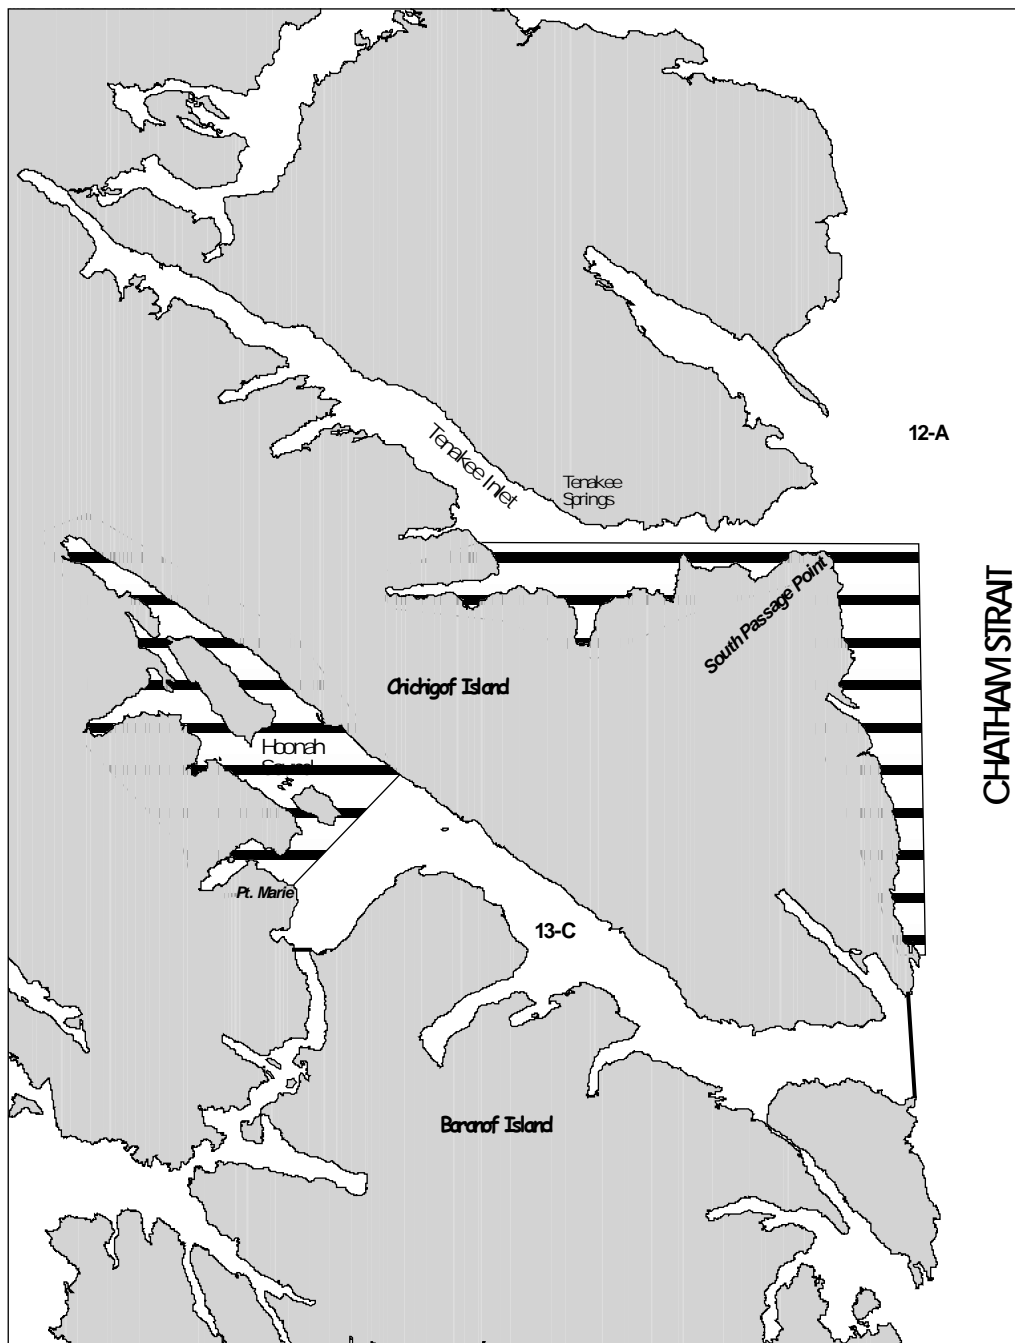 12-A
Tenakee Inlet
Tenakee
Springs
CHATHAM STRAIT
South Passage Point
Chichigof Island
Hoonah
Pt. Marie
13-C
Baranof Island